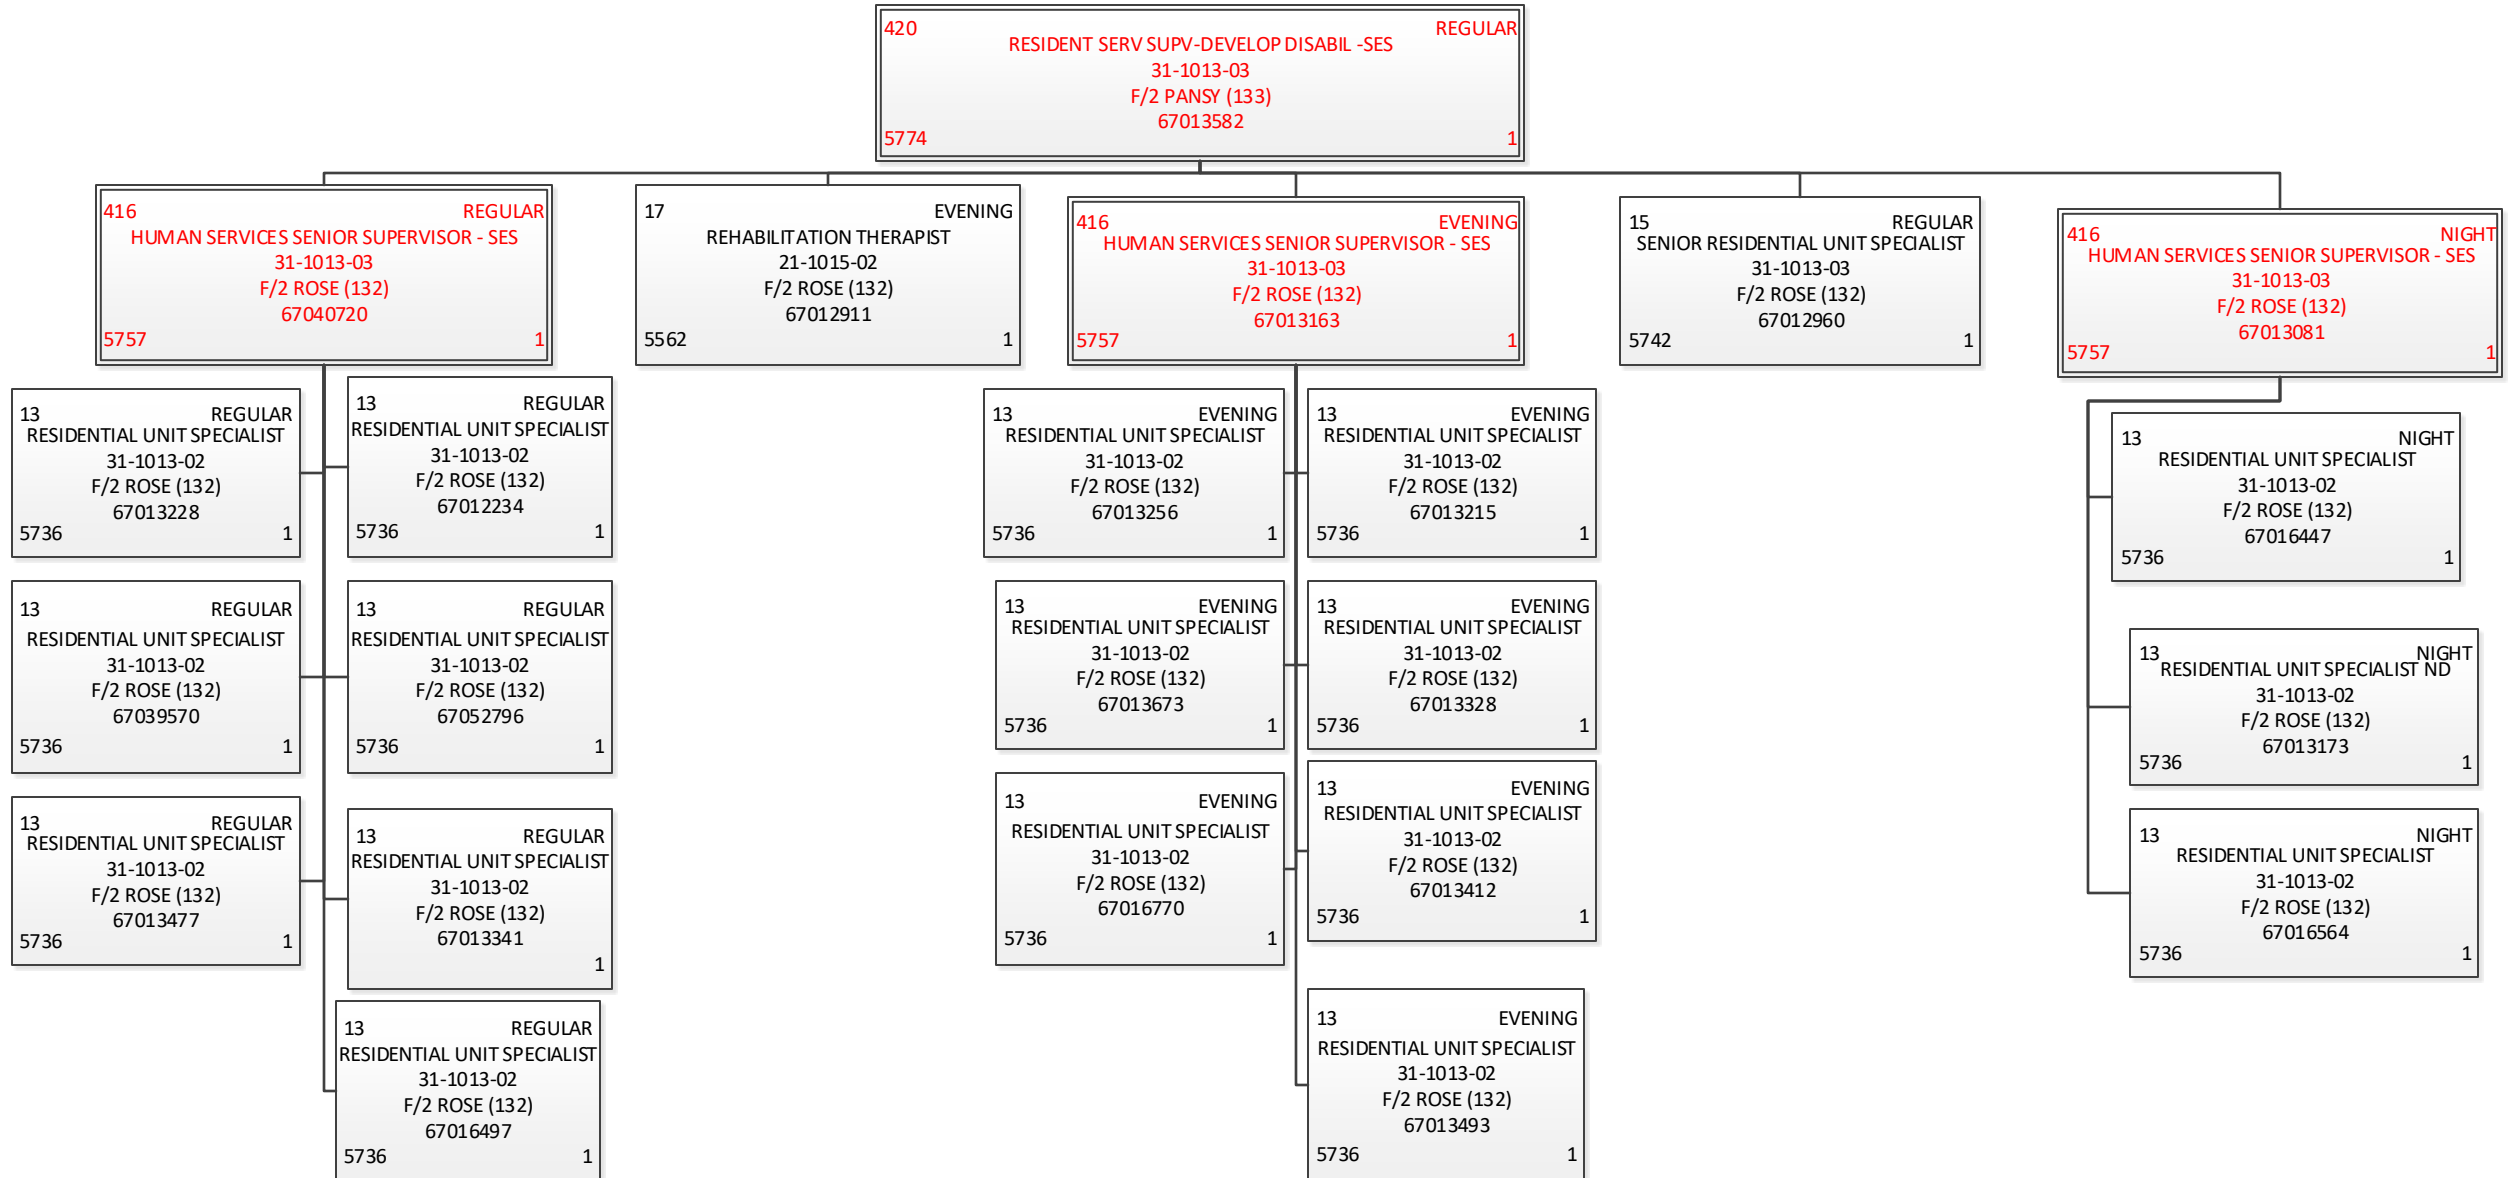 420 REGULAR
RESIDENT SERV SUPV-DEVELOP DISABIL -SES
31-1013-03
F/2 PANSY (133)
67013582
5774 1
416 REGULAR
HUMAN SERVICES SENIOR SUPERVISOR - SES
31-1013-03
F/2 ROSE (132)
67040720
5757 1
17 EVENING
REHABILITATION THERAPIST
21-1015-02
F/2 ROSE (132)
67012911
5562 1
416 EVENING
HUMAN SERVICES SENIOR SUPERVISOR - SES
31-1013-03
F/2 ROSE (132)
67013163
5757 1
15 REGULAR
SENIOR RESIDENTIAL UNIT SPECIALIST
31-1013-03
F/2 ROSE (132)
67012960
5742 1
416 NIGHT
HUMAN SERVICES SENIOR SUPERVISOR - SES
31-1013-03
F/2 ROSE (132)
67013081
5757 1
13 REGULAR
RESIDENTIAL UNIT SPECIALIST
31-1013-02
F/2 ROSE (132)
67013228
5736 1
13 REGULAR
RESIDENTIAL UNIT SPECIALIST
31-1013-02
F/2 ROSE (132)
67012234
5736 1
13 REGULAR
RESIDENTIAL UNIT SPECIALIST
31-1013-02
F/2 ROSE (132)
67039570
5736 1
13 REGULAR
RESIDENTIAL UNIT SPECIALIST
31-1013-02
F/2 ROSE (132)
67052796
5736 1
13 REGULAR
RESIDENTIAL UNIT SPECIALIST
31-1013-02
F/2 ROSE (132)
67013477
5736 1
13 REGULAR
RESIDENTIAL UNIT SPECIALIST
31-1013-02
F/2 ROSE (132)
67013341
1
13 REGULAR
RESIDENTIAL UNIT SPECIALIST
31-1013-02
F/2 ROSE (132)
67016497
5736 1
13 EVENING
RESIDENTIAL UNIT SPECIALIST
31-1013-02
F/2 ROSE (132)
67013256
5736 1
13 EVENING
RESIDENTIAL UNIT SPECIALIST
31-1013-02
F/2 ROSE (132)
67013215
5736 1
13 EVENING
RESIDENTIAL UNIT SPECIALIST
31-1013-02
F/2 ROSE (132)
67013673
5736 1
13 EVENING
RESIDENTIAL UNIT SPECIALIST
31-1013-02
F/2 ROSE (132)
67013328
5736 1
13 EVENING
RESIDENTIAL UNIT SPECIALIST
31-1013-02
F/2 ROSE (132)
67016770
5736 1
13 EVENING
RESIDENTIAL UNIT SPECIALIST
31-1013-02
F/2 ROSE (132)
67013412
5736 1
13 EVENING
RESIDENTIAL UNIT SPECIALIST
31-1013-02
F/2 ROSE (132)
67013493
5736 1
13 NIGHT
RESIDENTIAL UNIT SPECIALIST
31-1013-02
F/2 ROSE (132)
67016447
5736 1
13 NIGHT
RESIDENTIAL UNIT SPECIALIST ND
31-1013-02
F/2 ROSE (132)
67013173
5736 1
13 NIGHT
RESIDENTIAL UNIT SPECIALIST
31-1013-02
F/2 ROSE (132)
67016564
5736 1